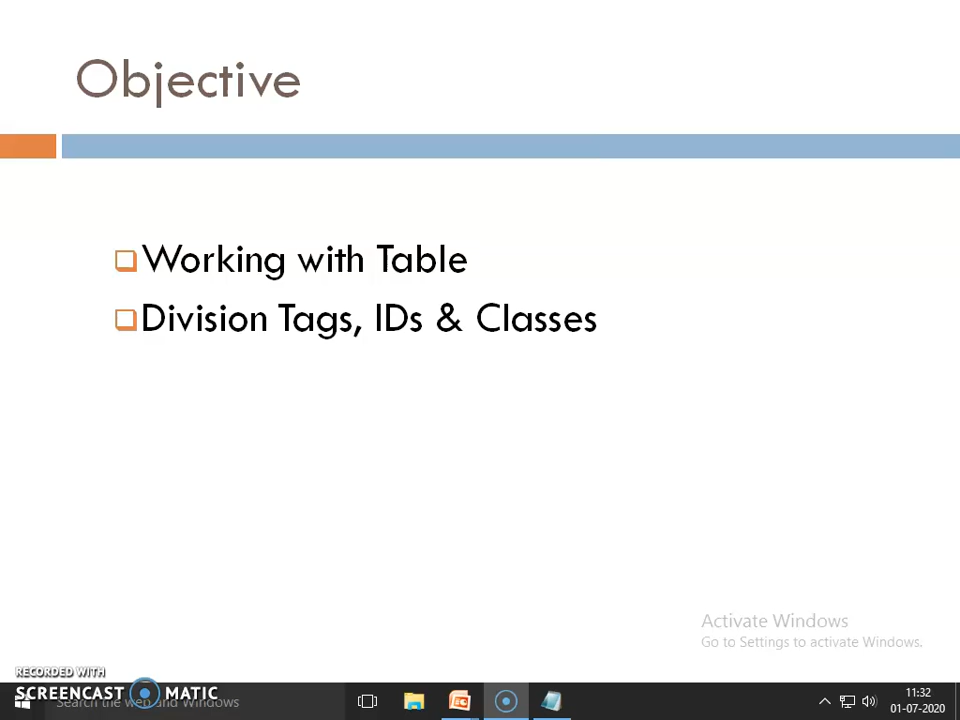 Objective
Working with Table
Division Tags, IDs & Classes
Activate Windows
Go to Settings to activate Windows.
RECORDED WITH
SCREENCAST MATIC
Search the web and Windows
11:32
01-07-2020